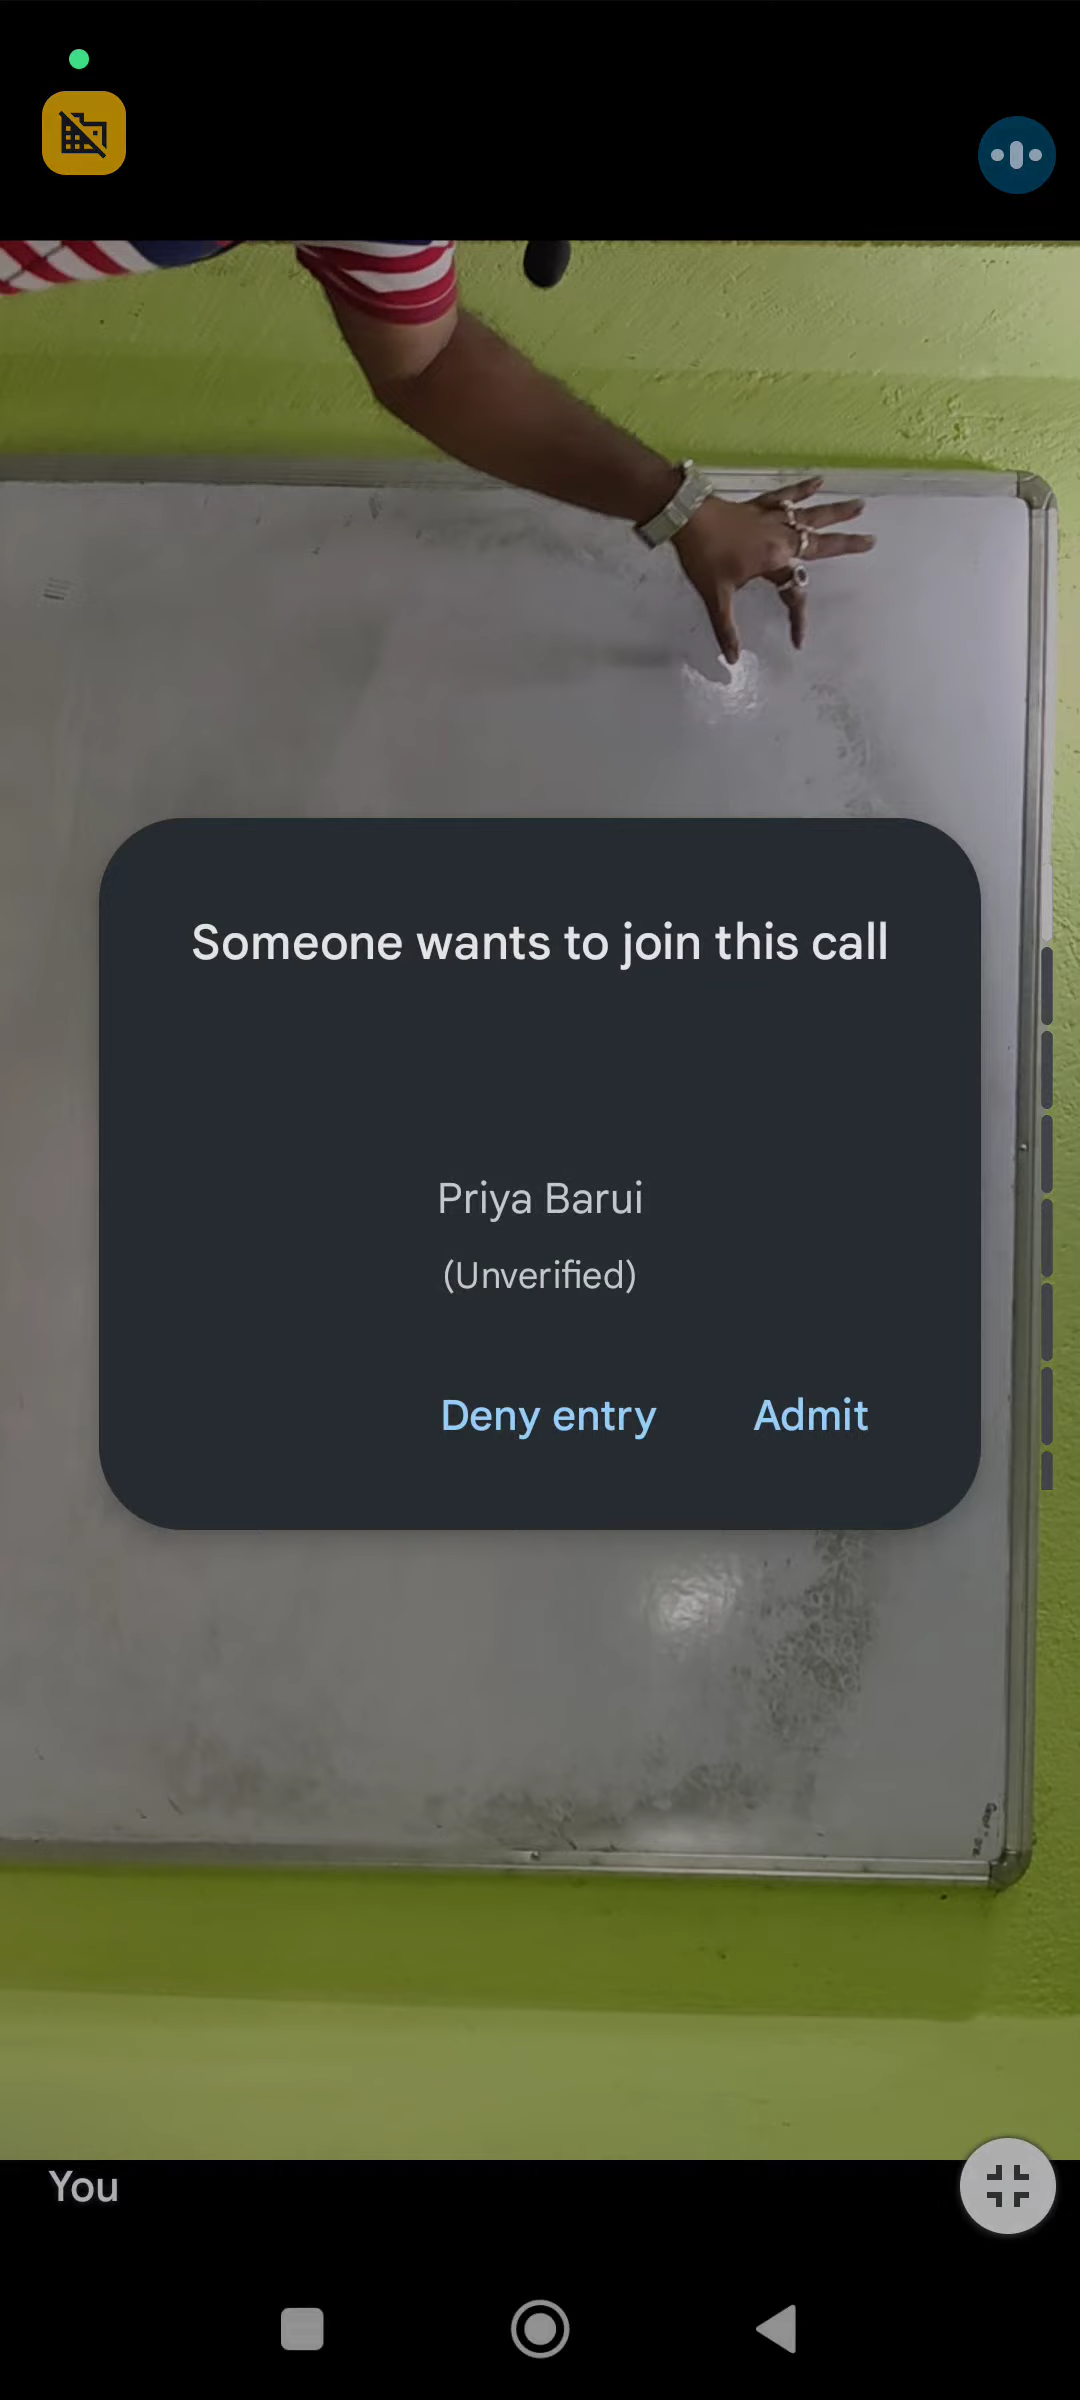 Someone wants to join this call
Priya Barui
(Unverified)
Deny entry
Admit
You